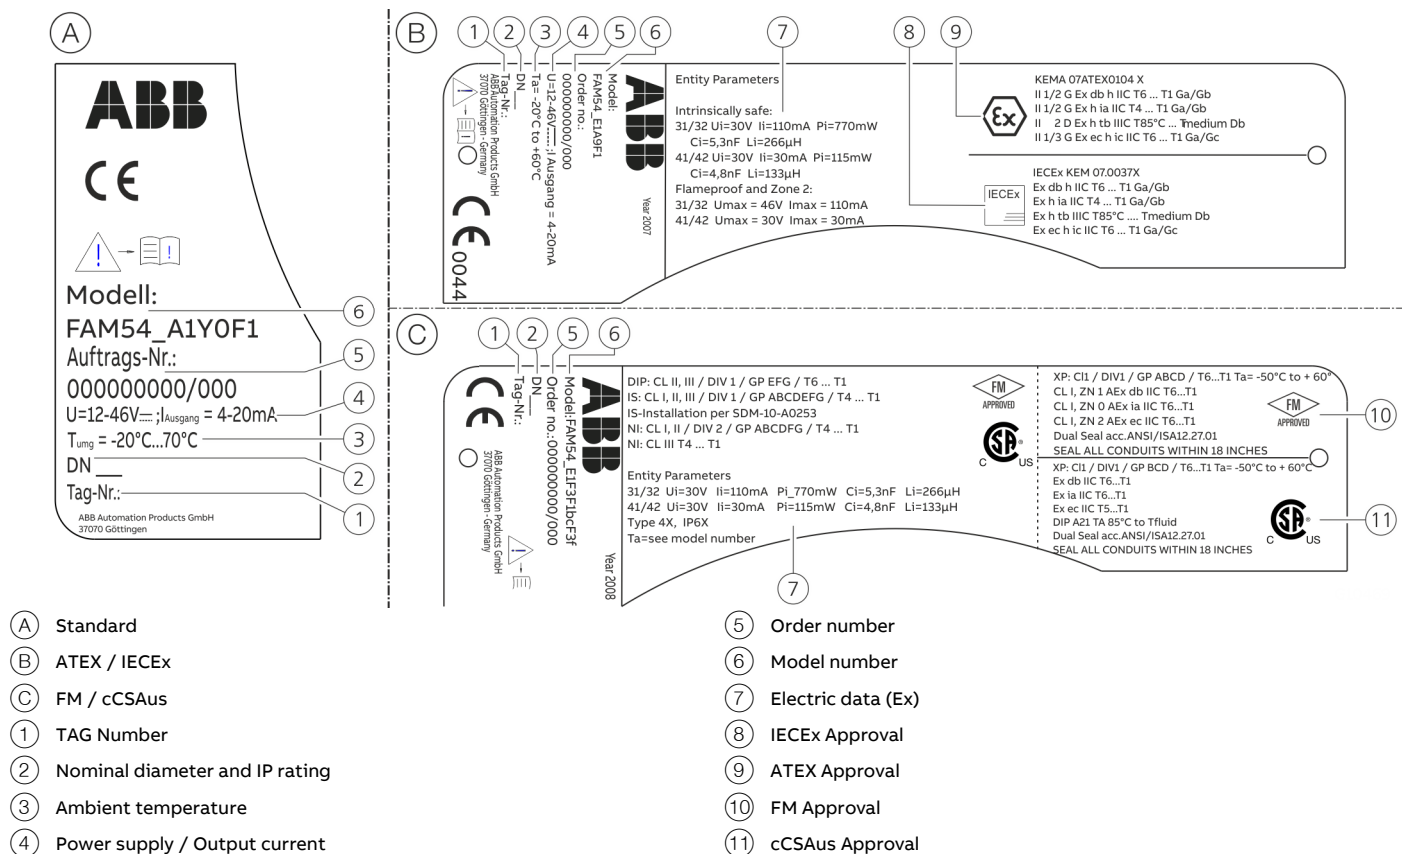 A
ABB
CE
!
!
Modell:
FAM54_A1Y0F1
Auftrags-Nr.:
000000000/000
U=12-46V ;IAusgang = 4-20mA
Tumg = -20°C...70°C
DN___
Tag-Nr.:
ABB Automation Products GmbH
37070 Göttingen
6
5
4
3
2
1
B
1
2
3
4
5
6
7
8
9
ABB
Year 2007
Model:
FAM54_E1A9F1
Order no.:
000000000/000
U=12-46V ;I Ausgang = 4-20mA
Ta= -20°C to +60°C
DN
Tag-Nr.:
ABB Automation Products GmbH
37070 Göttingen - Germany
!
CE 0044
Entity Parameters
Intrinsically safe:
31/32 Ui=30V Ii=110mA Pi=770mW
Ci=5,3nF Li=266µH
41/42 Ui=30V Ii=30mA Pi=115mW
Ci=4,8nF Li=133µH
Flameproof and Zone 2:
31/32 Umax = 46V Imax = 110mA
41/42 Umax = 30V Imax = 30mA
Ex
KEMA 07ATEX0104 X
II 1/2 G Ex db h IIC T6 ... T1 Ga/Gb
II 1/2 G Ex h ia IIC T4 ... T1 Ga/Gb
II 2 D Ex h tb IIIC T85°C ... Tmedium Db
II 1/3 G Ex ec h ic IIC T6 ... T1 Ga/Gc
IECEx
IECEx KEM 07.0037X
Ex db h IIC T6 ... T1 Ga/Gb
Ex h ia IIC T4 ... T1 Ga/Gb
Ex h tb IIIC T85°C .... Tmedium Db
Ex ec h ic IIC T6 ... T1 Ga/Gc
C
1
2
5
6
ABB
Year 2008
Model:FAM54_E1F3F1bcF3f
Order no.:000000000/000
DN
Tag-Nr.:
ABB Automation Products GmbH
37070 Göttingen - Germany
!
CE
DIP: CL II, III / DIV 1 / GP EFG / T6 ... T1
IS: CL I, II, III / DIV 1 / GP ABCDEFG / T4 ... T1
IS-Installation per SDM-10-A0253
NI: CL I, II / DIV 2 / GP ABCDFG / T4 ... T1
NI: CL III T4 ... T1
Entity Parameters
31/32 Ui=30V Ii=110mA Pi_770mW Ci=5,3nF Li=266µH
41/42 Ui=30V Ii=30mA Pi=115mW Ci=4,8nF Li=133µH
Type 4X, IP6X
Ta=see model number
7
FM
APPROVED
SA
C US
XP: Cl1 / DIV1 / GP ABCD / T6...T1 Ta= -50°C to + 60°
CL I, ZN 1 AEx db IIC T6...T1
CL I, ZN 0 AEx ia IIC T6...T1
CL I, ZN 2 AEx ec IIC T6...T1
Dual Seal acc.ANSI/ISA12.27.01
SEAL ALL CONDUITS WITHIN 18 INCHES
FM
APPROVED
10
XP: Cl1 / DIV1 / GP BCD / T6...T1 Ta= -50°C to + 60°C
Ex db IIC T6...T1
Ex ia IIC T6...T1
Ex ec IIC T5...T1
DIP A21 TA 85°C to Tfluid
Dual Seal acc.ANSI/ISA12.27.01
SEAL ALL CONDUITS WITHIN 18 INCHES
SA
C US
11
A Standard
B ATEX / IECEx
C FM / cCSAus
1 TAG Number
2 Nominal diameter and IP rating
3 Ambient temperature
4 Power supply / Output current
5 Order number
6 Model number
7 Electric data (Ex)
8 IECEx Approval
9 ATEX Approval
10 FM Approval
11 cCSAus Approval